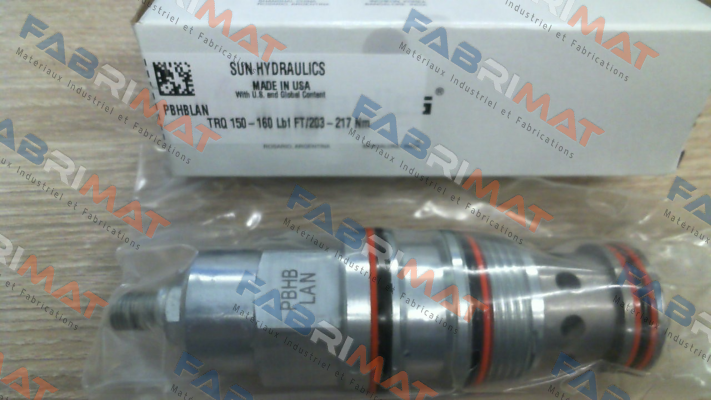 SUN HYDRAULICS
MADE IN USA
With U.S. and Global Content
PBHBLAN
TRQ 150-160 Lbf FT/203-217 Nm
PBHB
LAN
FABRIMAT
Materiaux Industriel et Fabrications